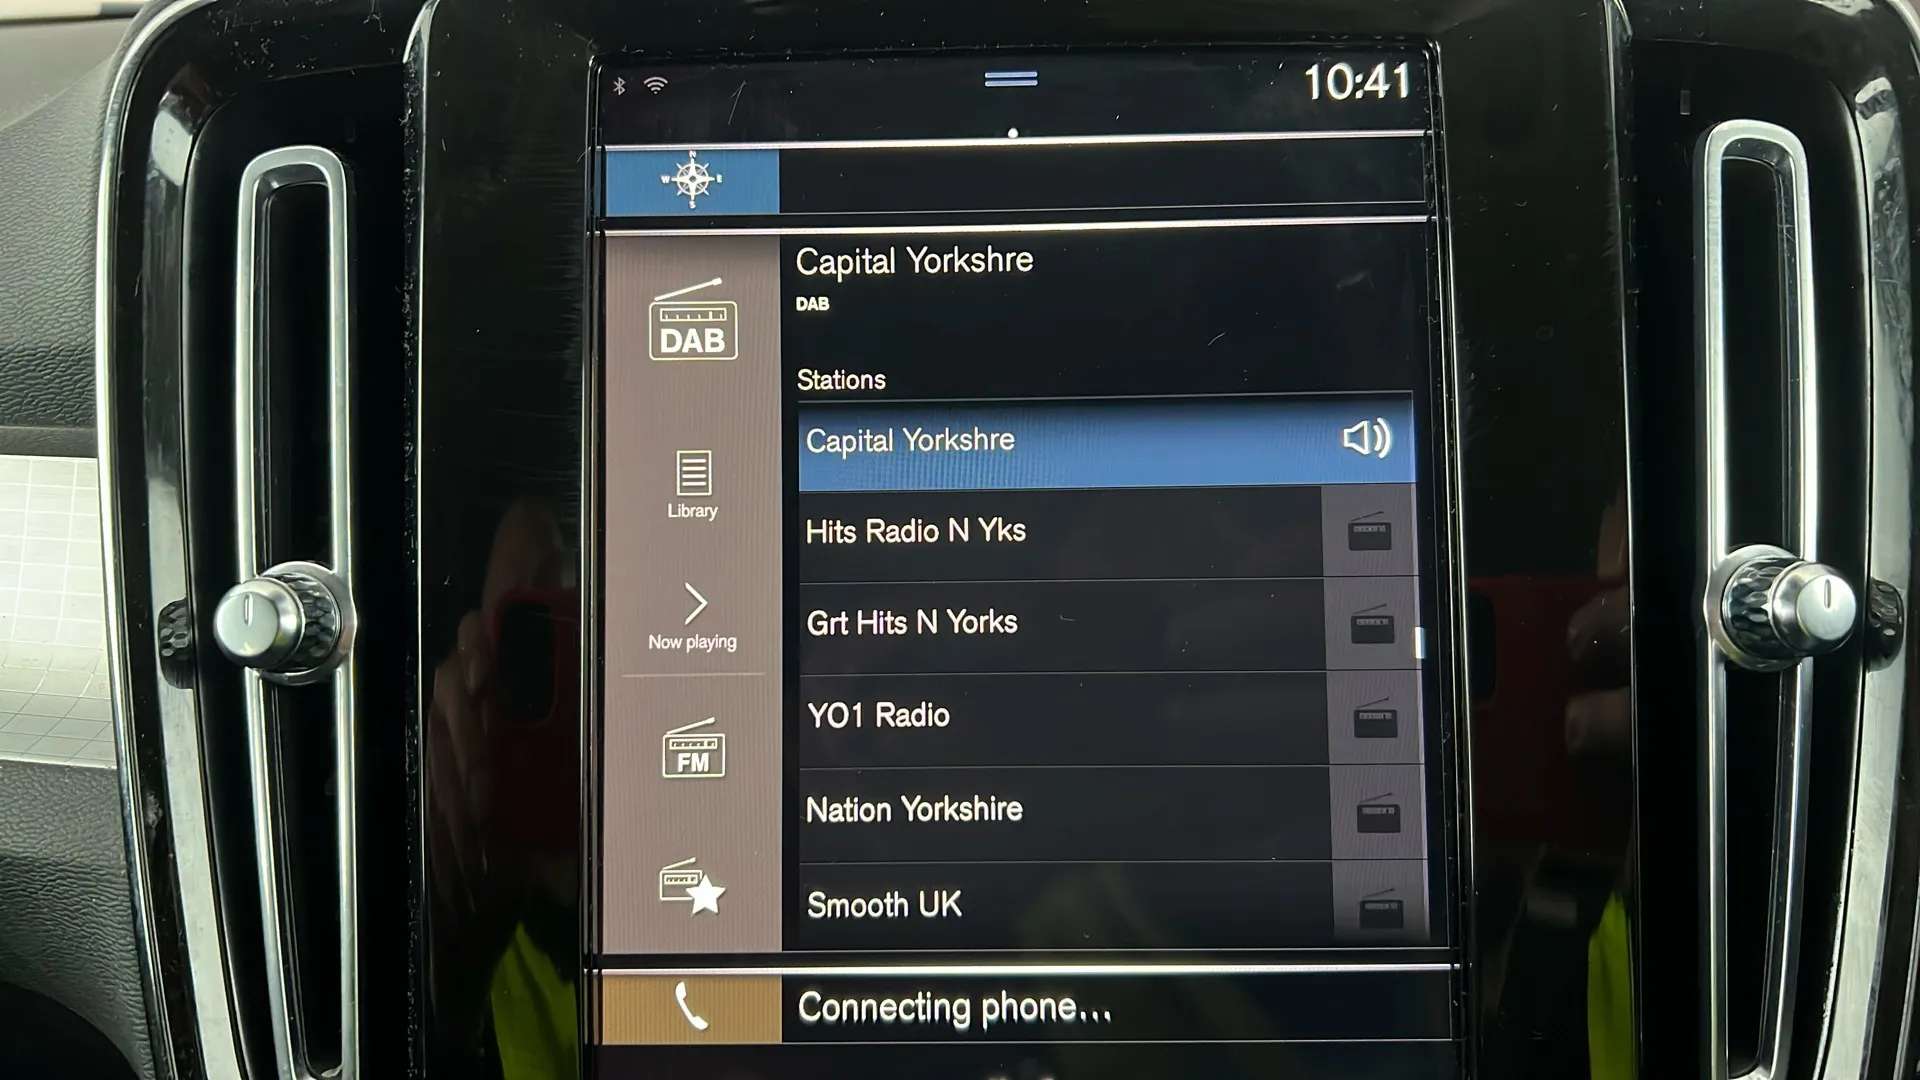 10:41
N
W E
S
Capital Yorkshre
DAB
DAB
Stations
Capital Yorkshre
Library
Hits Radio N Yks
Now playing
Grt Hits N Yorks
YO1 Radio
FM
Nation Yorkshire
Smooth UK
Connecting phone...